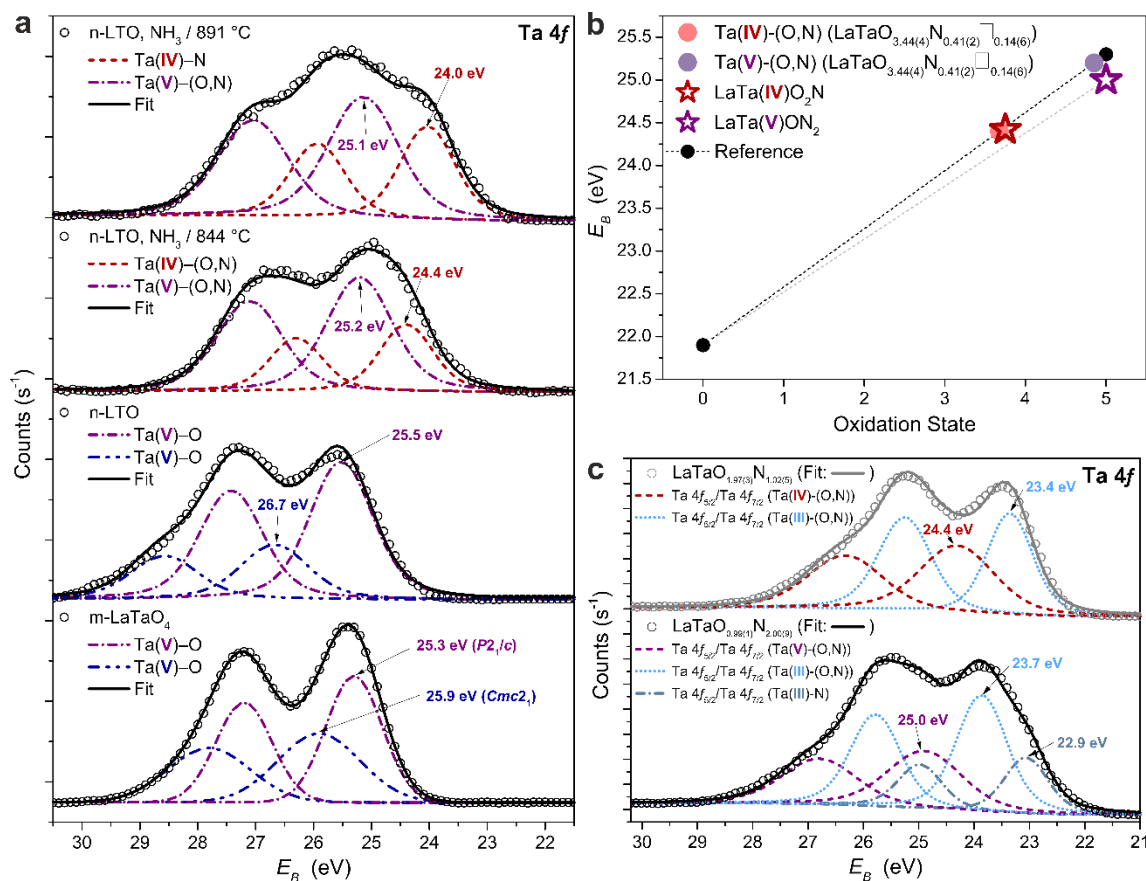 a
Ta 4f
n-LTO, NH3 / 891 °C
Ta(IV)–N
Ta(V)–(O,N)
Fit
24.0 eV
25.1 eV
n-LTO, NH3 / 844 °C
Ta(IV)–(O,N)
Ta(V)–(O,N)
Fit
24.4 eV
25.2 eV
n-LTO
Ta(V)–O
Ta(V)–O
Fit
25.5 eV
26.7 eV
m-LaTaO4
Ta(V)–O
Ta(V)–O
Fit
25.3 eV (P21/c)
25.9 eV (Cmc21)
Counts (s-1)
30 29 28 27 26 25 24 23 22
EB (eV)
b
Ta(IV)-(O,N) (LaTaO3.44(4)N0.41(2)￢0.14(6))
Ta(V)-(O,N) (LaTaO3.44(4)N0.41(2)□0.14(6))
LaTa(IV)O2N
LaTa(V)ON2
Reference
25.5
25.0
24.5
24.0
23.5
23.0
22.5
22.0
21.5
EB (eV)
0 1 2 3 4 5
Oxidation State
c
Ta 4f
LaTaO1.97(3)N1.02(5) (Fit: )
Ta 4f5/2/Ta 4f7/2 (Ta(IV)-(O,N))
Ta 4f5/2/Ta 4f7/2 (Ta(III)-(O,N))
23.4 eV
24.4 eV
LaTaO0.99(1)N2.00(9) (Fit: )
Ta 4f5/2/Ta 4f7/2 (Ta(V)-(O,N))
Ta 4f5/2/Ta 4f7/2 (Ta(III)-(O,N))
Ta 4f5/2/Ta 4f7/2 (Ta(III)-N)
23.7 eV
25.0 eV
22.9 eV
Counts (s-1)
30 29 28 27 26 25 24 23 22 21
EB (eV)